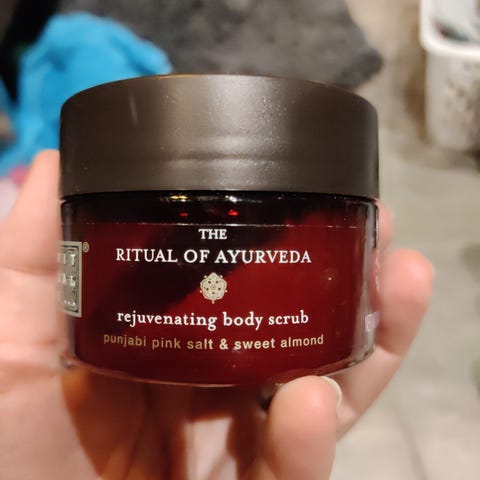 THE
RITUAL OF AYURVEDA
rejuvenating body scrub
punjabi pink salt & sweet almond